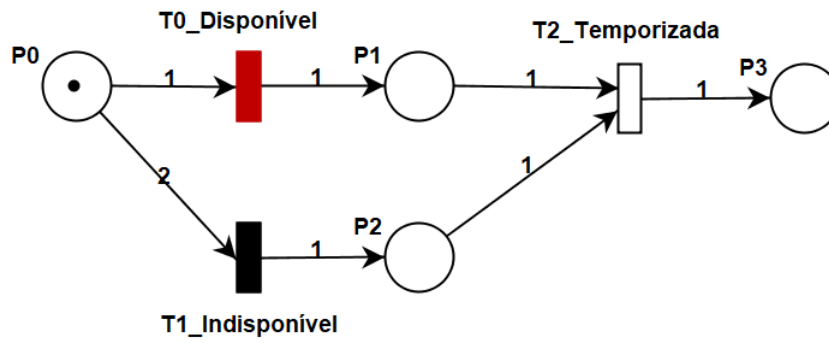 T0_Disponível
T2_Temporizada
P0
P1
P3
1
1
1
1
2
1
P2
1
T1_Indisponível